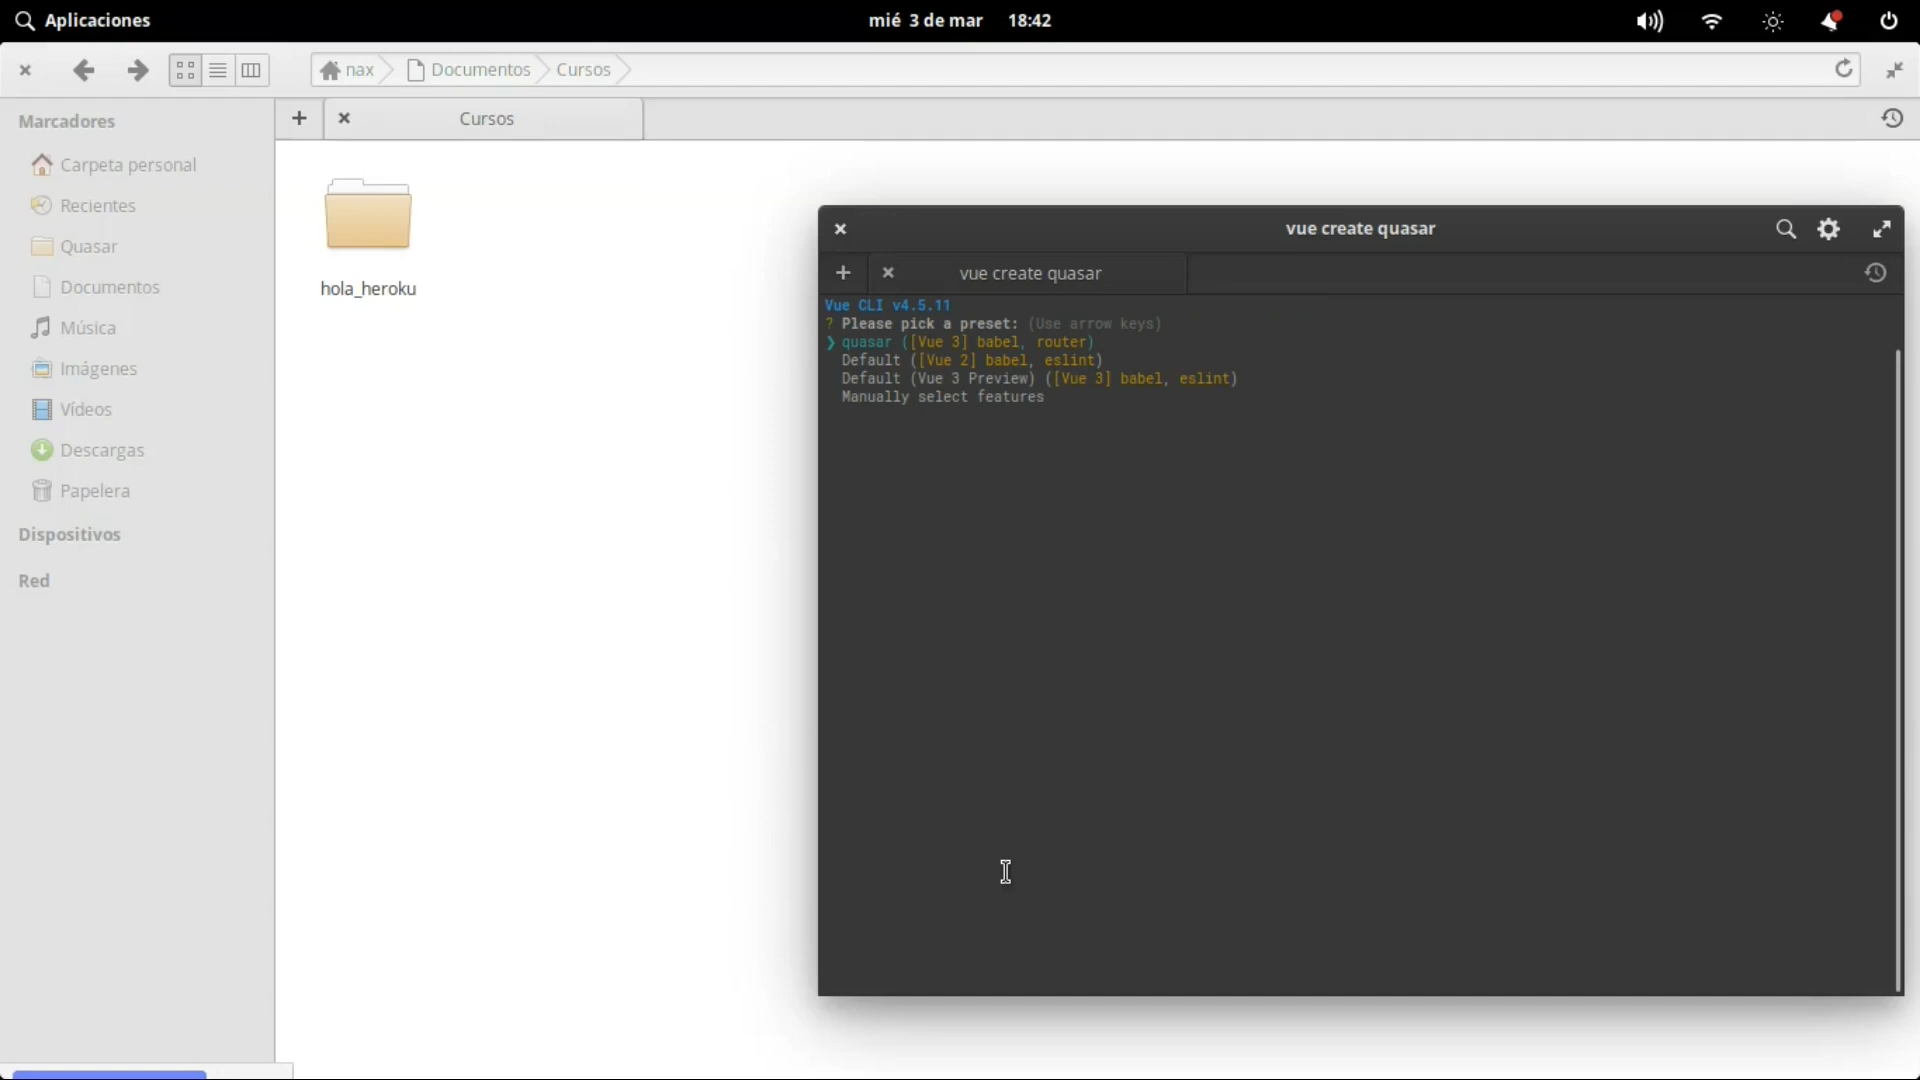 Aplicaciones
mié 3 de mar 18:42
nax Documentos Cursos
Cursos
Marcadores
Carpeta personal
Recientes
Quasar
Documentos
Música
Imágenes
Vídeos
Descargas
Papelera
Dispositivos
Red
hola_heroku
vue create quasar
vue create quasar
Vue CLI v4.5.11
? Please pick a preset: (Use arrow keys)
❯ quasar ([Vue 3] babel, router)
Default ([Vue 2] babel, eslint)
Default (Vue 3 Preview) ([Vue 3] babel, eslint)
Manually select features